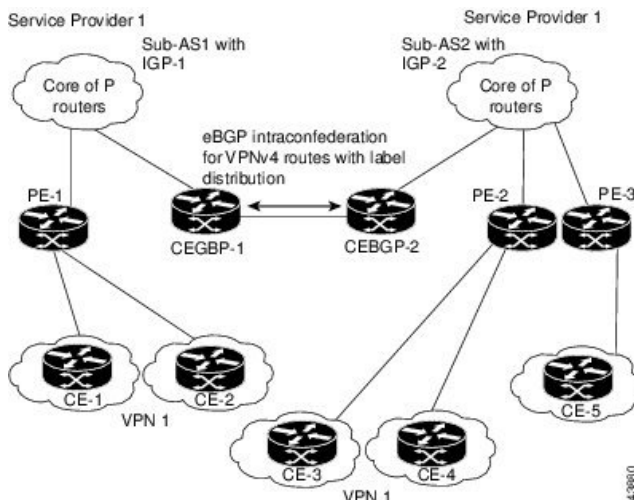 Service Provider 1
Service Provider 1
Sub-AS1 with
IGP-1
Sub-AS2 with
IGP-2
Core of P
routers
Core of P
routers
eBGP intraconfederation
for VPNv4 routes with label
distribution
PE-1
CEGBP-1
CEBGP-2
PE-2
PE-3
CE-1
CE-2
VPN 1
CE-5
CE-3
CE-4
VPN 1